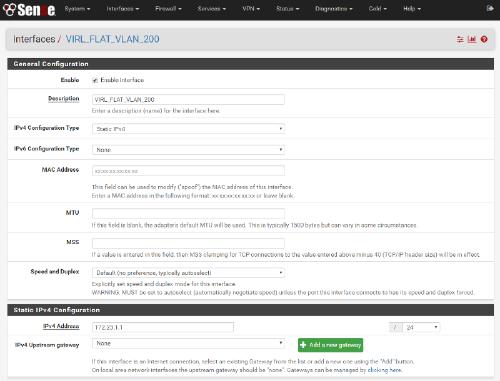 Sense
System
Interfaces
Firewall
Services
VPN
Status
Diagnostics
Gold
Help
Interfaces / VIRL_FLAT_VLAN_200
General Configuration
Enable
Enable Interface
Description
VIRL_FLAT_VLAN_200
Enter a description (name) for the interface here.
IPv4 Configuration Type
Static IPv4
IPv6 Configuration Type
None
MAC Address
xx:xx:xx:xx:xx:xx
This field can be used to modify ("spoof") the MAC address of this interface.
Enter a MAC address in the following format: xx:xx:xx:xx:xx:xx or leave blank.
MTU
If this field is blank, the adapter's default MTU will be used. This is typically 1500 bytes but can vary in some circumstances.
MSS
If a value is entered in this field, then MSS clamping for TCP connections to the value entered above minus 40 (TCP/IP header size) will be in effect.
Speed and Duplex
Default (no preference, typically autoselect)
Explicitly set speed and duplex mode for this interface.
WARNING: MUST be set to autoselect (automatically negotiate speed) unless the port this interface connects to has its speed and duplex forced.
Static IPv4 Configuration
IPv4 Address
/ 24
IPv4 Upstream gateway
None
Add a new gateway
If this interface is an Internet connection, select an existing Gateway from the list or add a new one using the "Add" button.
On local area network interfaces the upstream gateway should be "none". Gateways can be managed by clicking here.